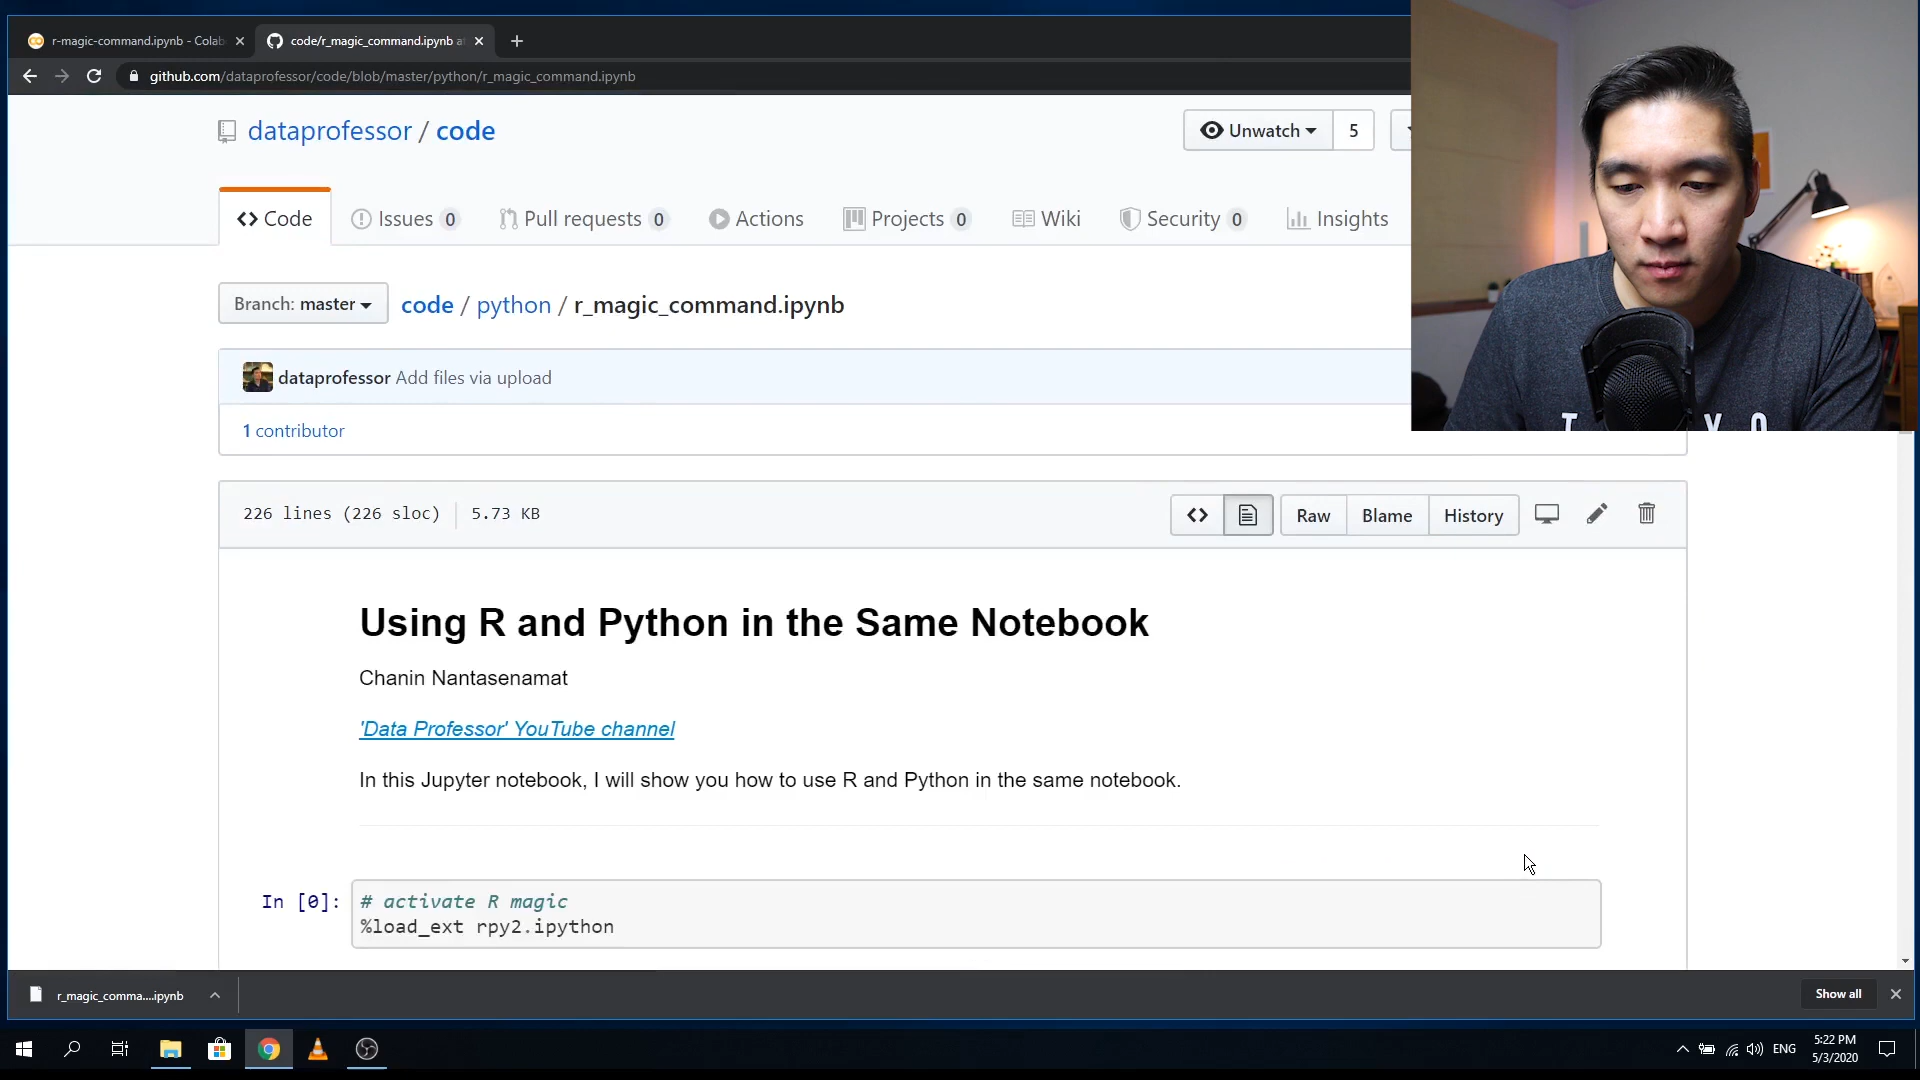 r-magic-command.ipynb - Colab
code/r_magic_command.ipynb a
github.com/dataprofessor/code/blob/master/python/r_magic_command.ipynb
dataprofessor / code
Unwatch 5
Code Issues 0 Pull requests 0 Actions Projects 0 Wiki Security 0 Insights
Branch: master code / python / r_magic_command.ipynb
dataprofessor Add files via upload
1 contributor
226 lines (226 sloc) 5.73 KB
Raw Blame History
Using R and Python in the Same Notebook
Chanin Nantasenamat
'Data Professor' YouTube channel
In this Jupyter notebook, I will show you how to use R and Python in the same notebook.
In [0]: # activate R magic
%load_ext rpy2.ipython
r_magic_comma....ipynb
Show all
ENG
5:22 PM
5/3/2020